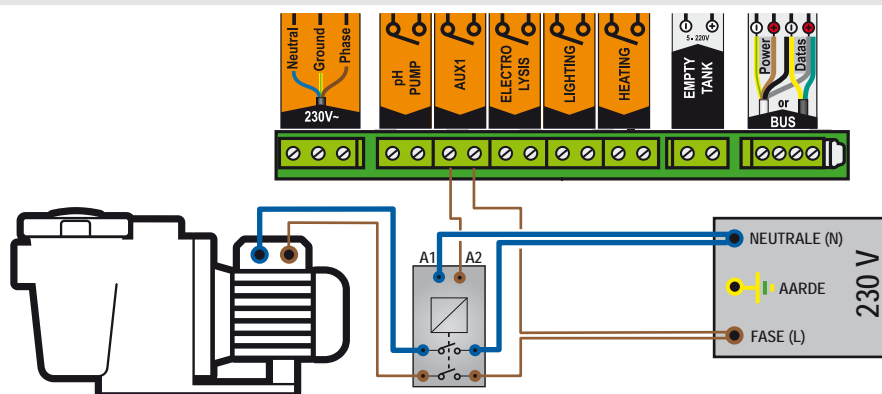 Neutral
Ground
Phase
230V~
pH
PUMP
AUX1
ELECTRO
LYSIS
LIGHTING
HEATING
5 - 220V
EMPTY
TANK
Power
Datas
or
BUS
A1
A2
NEUTRALE (N)
AARDE
FASE (L)
230 V